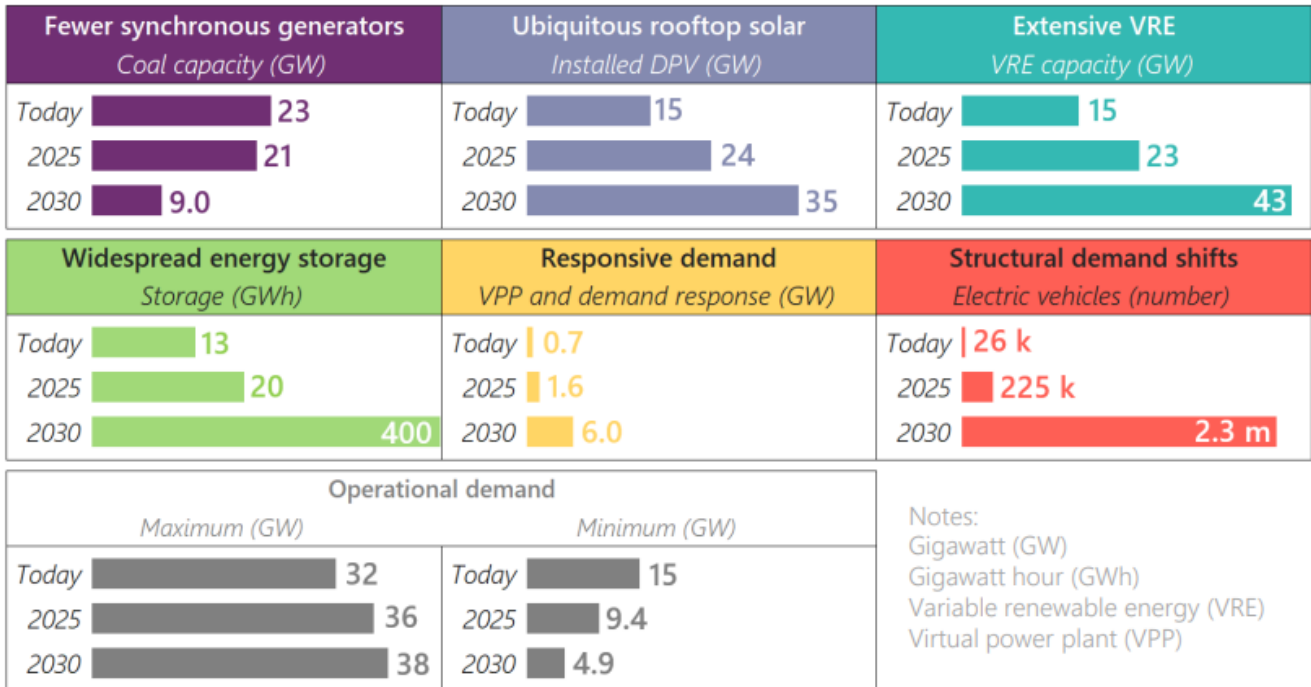 Fewer synchronous generators
Coal capacity (GW)
Today 23
2025 21
2030 9.0
Ubiquitous rooftop solar
Installed DPV (GW)
Today 15
2025 24
2030 35
Extensive VRE
VRE capacity (GW)
Today 15
2025 23
2030 43
Widespread energy storage
Storage (GWh)
Today 13
2025 20
2030 400
Responsive demand
VPP and demand response (GW)
Today 0.7
2025 1.6
2030 6.0
Structural demand shifts
Electric vehicles (number)
Today 26 k
2025 225 k
2030 2.3 m
Operational demand
Maximum (GW)
Today 32
2025 36
2030 38
Minimum (GW)
Today 15
2025 9.4
2030 4.9
Notes:
Gigawatt (GW)
Gigawatt hour (GWh)
Variable renewable energy (VRE)
Virtual power plant (VPP)